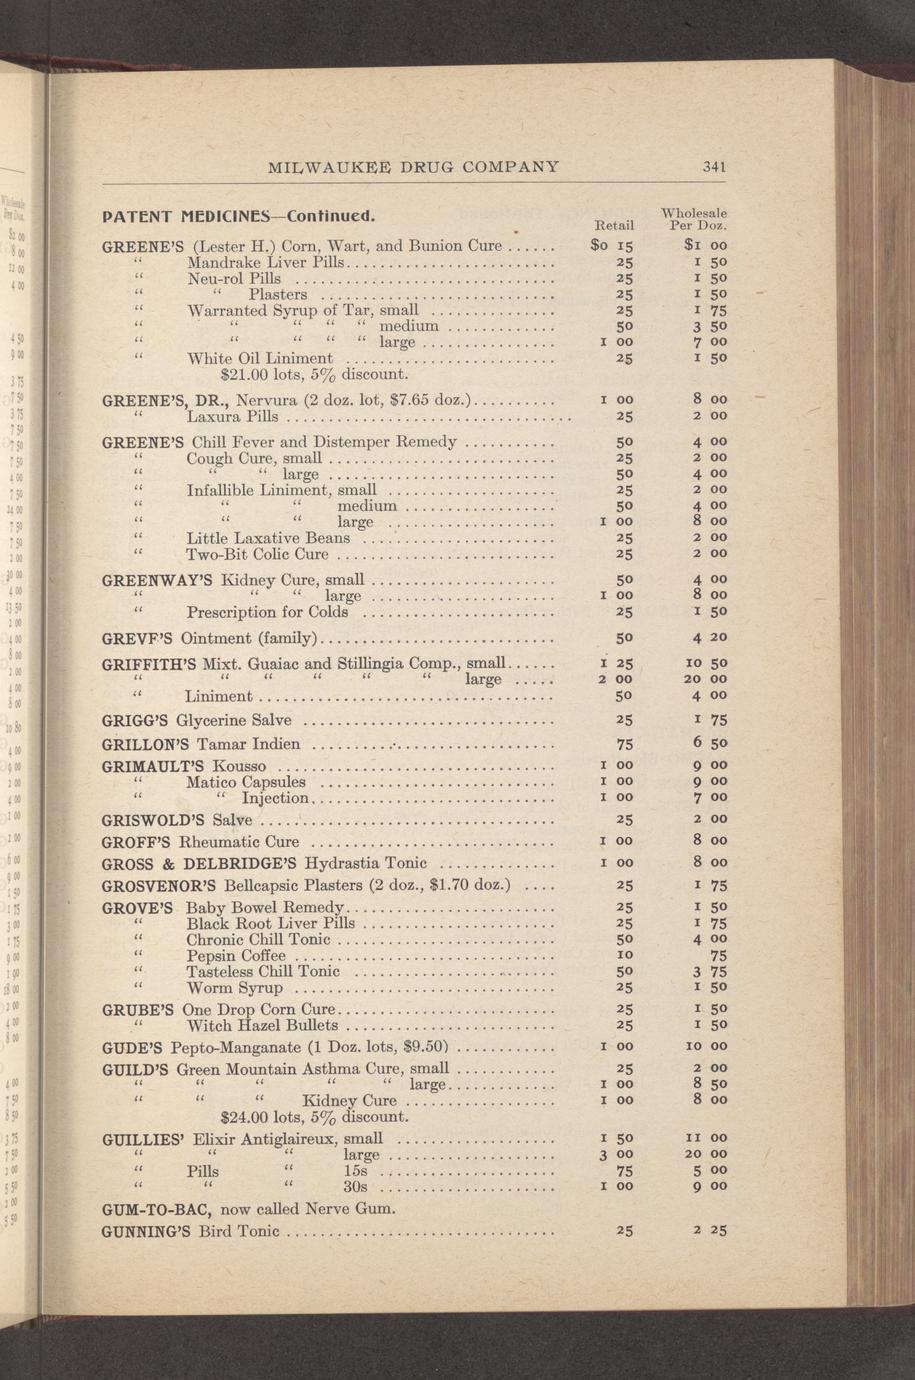 MILWAUKEE DRUG COMPANY 341
PATENT MEDICINES—Continued.
Retail Wholesale Per Doz.
GREENE'S (Lester H.) Corn, Wart, and Bunion Cure ...... $0 15 $1 00
“ Mandrake Liver Pills.......................... 25 1 50
“ Neu-rol Pills ................................ 25 1 50
“ “ Plasters ............................. 25 1 50
“ Warranted Syrup of Tar, small ............... 25 1 75
“ “ “ “ “ medium ............. 50 3 50
“ “ “ “ “ large ................ 1 00 7 00
“ White Oil Liniment .......................... 25 1 50
$21.00 lots, 5% discount.
GREENE'S, DR., Nervura (2 doz. lot, $7.65 doz.).......... 1 00 8 00
“ Laxura Pills ................................... 25 2 00
GREENE'S Chill Fever and Distemper Remedy ........... 50 4 00
“ Cough Cure, small ............................ 25 2 00
“ “ “ large ............................ 50 4 00
“ Infallible Liniment, small ..................... 25 2 00
“ “ “ medium .................. 50 4 00
“ “ “ large .................... 1 00 8 00
“ Little Laxative Beans ........................ 25 2 00
“ Two-Bit Colic Cure ........................... 25 2 00
GREENWAY'S Kidney Cure, small ....................... 50 4 00
“ “ “ large ....................... 1 00 8 00
“ Prescription for Colds ........................ 25 1 50
GREVF'S Ointment (family)............................. 50 4 20
GRIFFITH'S Mixt. Guaiac and Stillingia Comp., small...... 1 25 10 50
“ “ “ “ “ “ large ..... 2 00 20 00
“ Liniment ..................................... 50 4 00
GRIGG'S Glycerine Salve ............................... 25 1 75
GRILLON'S Tamar Indien .............................. 75 6 50
GRIMAULT'S Kousso .................................. 1 00 9 00
“ Matico Capsules ............................. 1 00 9 00
“ “ Injection.............................. 1 00 7 00
GRISWOLD'S Salve ..................................... 25 2 00
GROFF'S Rheumatic Cure .............................. 1 00 8 00
GROSS & DELBRIDGE'S Hydrastia Tonic .............. 1 00 8 00
GROSVENOR'S Bellcapsic Plasters (2 doz., $1.70 doz.) .... 25 1 75
GROVE'S Baby Bowel Remedy.......................... 25 1 50
“ Black Root Liver Pills ........................ 25 1 75
“ Chronic Chill Tonic ........................... 50 4 00
“ Pepsin Coffee ................................ 10 75
“ Tasteless Chill Tonic ......................... 50 3 75
“ Worm Syrup ................................ 25 1 50
GRUBE'S One Drop Corn Cure........................... 25 1 50
“ Witch Hazel Bullets .......................... 25 1 50
GUDE'S Pepto-Manganate (1 Doz. lots, $9.50) ............ 1 00 10 00
GUILD'S Green Mountain Asthma Cure, small ............ 25 2 00
“ “ “ “ “ large............. 1 00 8 50
“ “ “ Kidney Cure .................. 1 00 8 00
$24.00 lots, 5% discount.
GUILLIES' Elixir Antiglaireux, small .................... 1 50 11 00
“ “ “ large ..................... 3 00 20 00
“ Pills “ 15s ...................... 75 5 00
“ “ “ 30s ...................... 1 00 9 00
GUM-TO-BAC, now called Nerve Gum.
GUNNING'S Bird Tonic ................................. 25 2 25